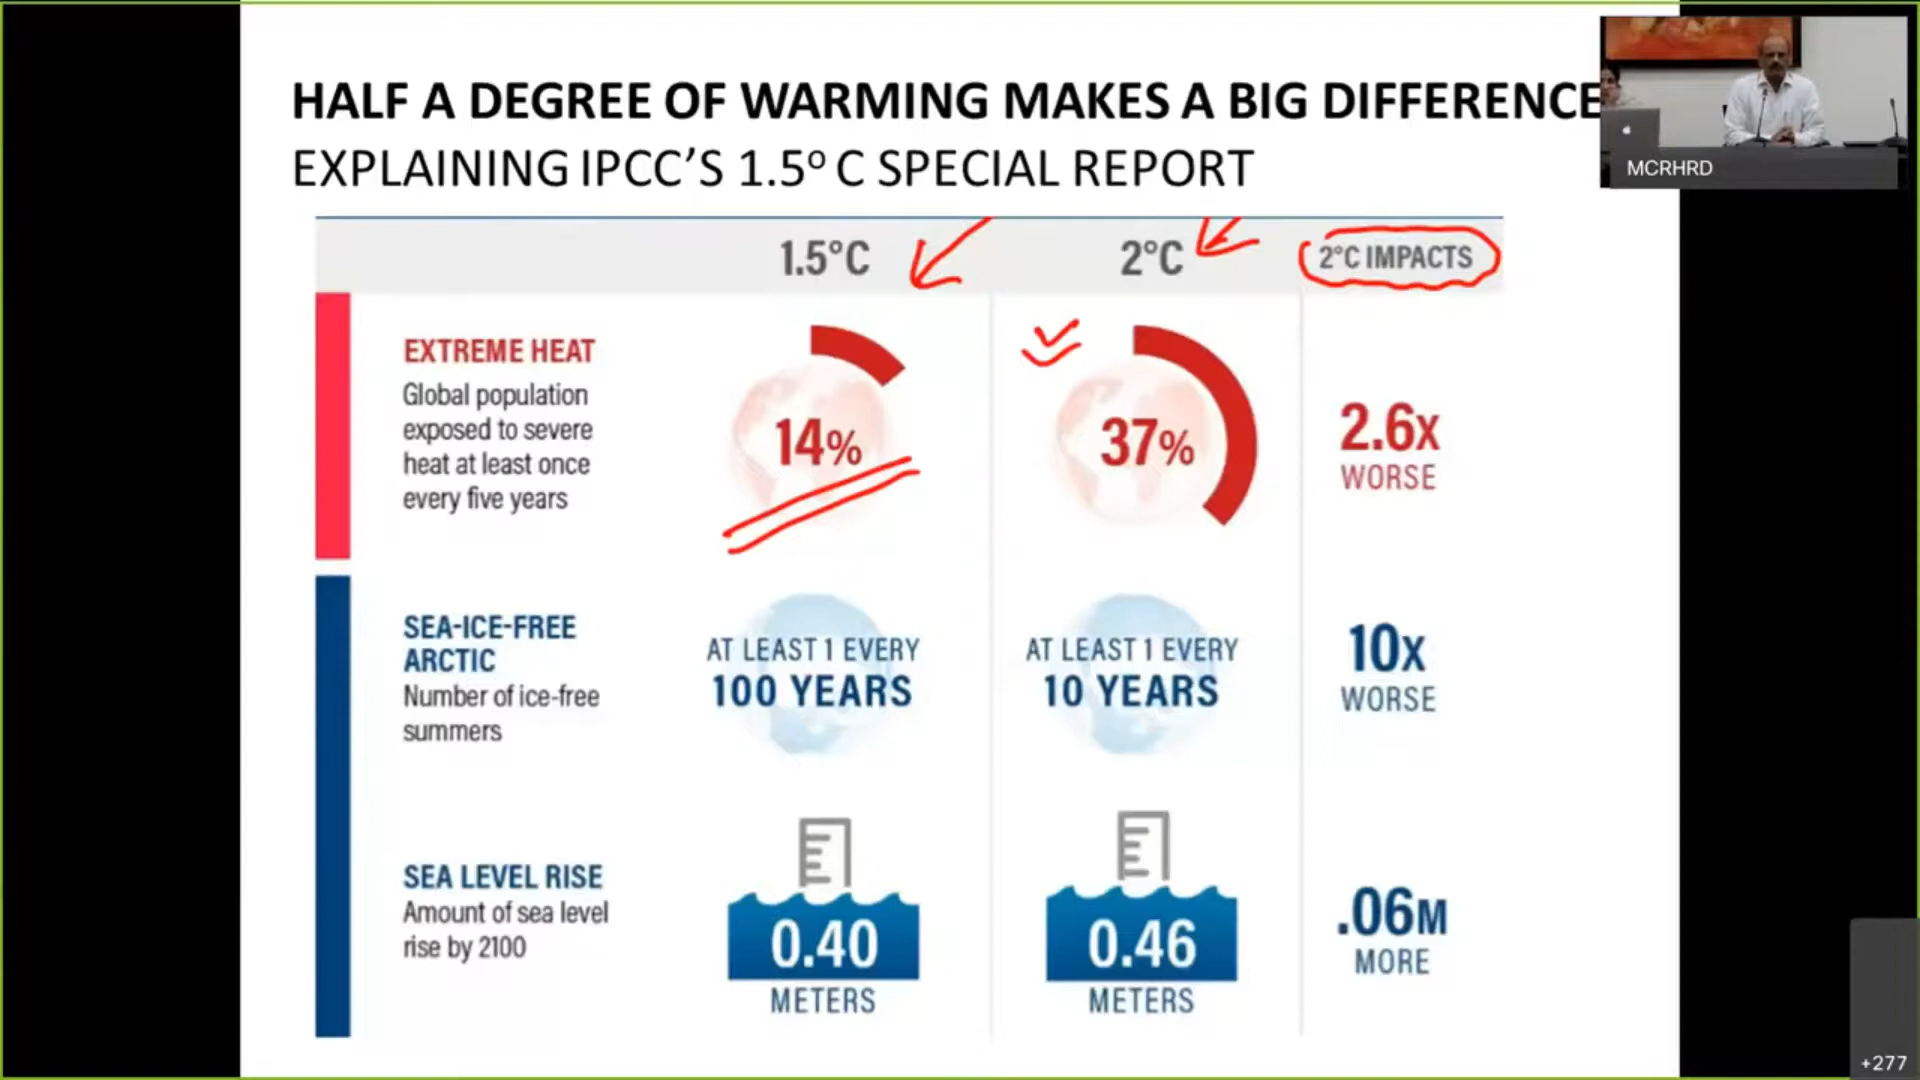 HALF A DEGREE OF WARMING MAKES A BIG DIFFERENCE
EXPLAINING IPCC’S 1.5° C SPECIAL REPORT
MCRHRD
1.5°C
2°C
2°C IMPACTS
EXTREME HEAT
Global population
exposed to severe
heat at least once
every five years
14%
37%
2.6X
WORSE
SEA-ICE-FREE
ARCTIC
Number of ice-free
summers
AT LEAST 1 EVERY
100 YEARS
AT LEAST 1 EVERY
10 YEARS
10X
WORSE
SEA LEVEL RISE
Amount of sea level
rise by 2100
0.40
METERS
0.46
METERS
.06M
MORE
+277